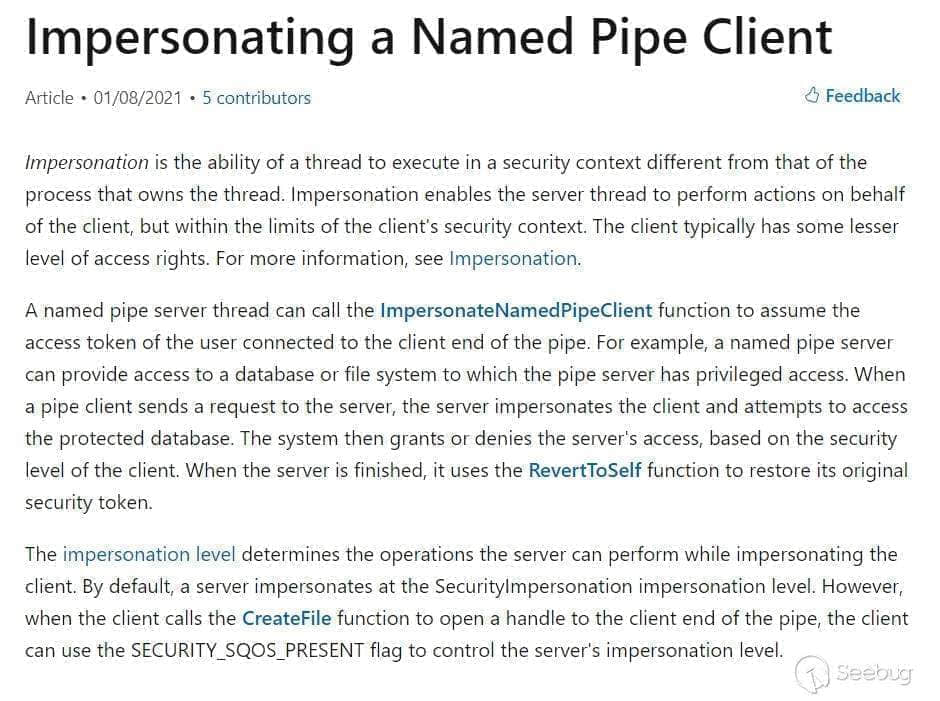 Impersonating a Named Pipe Client
Article • 01/08/2021 • 5 contributors
Feedback
Impersonation is the ability of a thread to execute in a security context different from that of the
process that owns the thread. Impersonation enables the server thread to perform actions on behalf
of the client, but within the limits of the client's security context. The client typically has some lesser
level of access rights. For more information, see Impersonation.
A named pipe server thread can call the ImpersonateNamedPipeClient function to assume the
access token of the user connected to the client end of the pipe. For example, a named pipe server
can provide access to a database or file system to which the pipe server has privileged access. When
a pipe client sends a request to the server, the server impersonates the client and attempts to access
the protected database. The system then grants or denies the server's access, based on the security
level of the client. When the server is finished, it uses the RevertToSelf function to restore its original
security token.
The impersonation level determines the operations the server can perform while impersonating the
client. By default, a server impersonates at the SecurityImpersonation impersonation level. However,
when the client calls the CreateFile function to open a handle to the client end of the pipe, the client
can use the SECURITY_SQOS_PRESENT flag to control the server's impersonation level.
Seebug